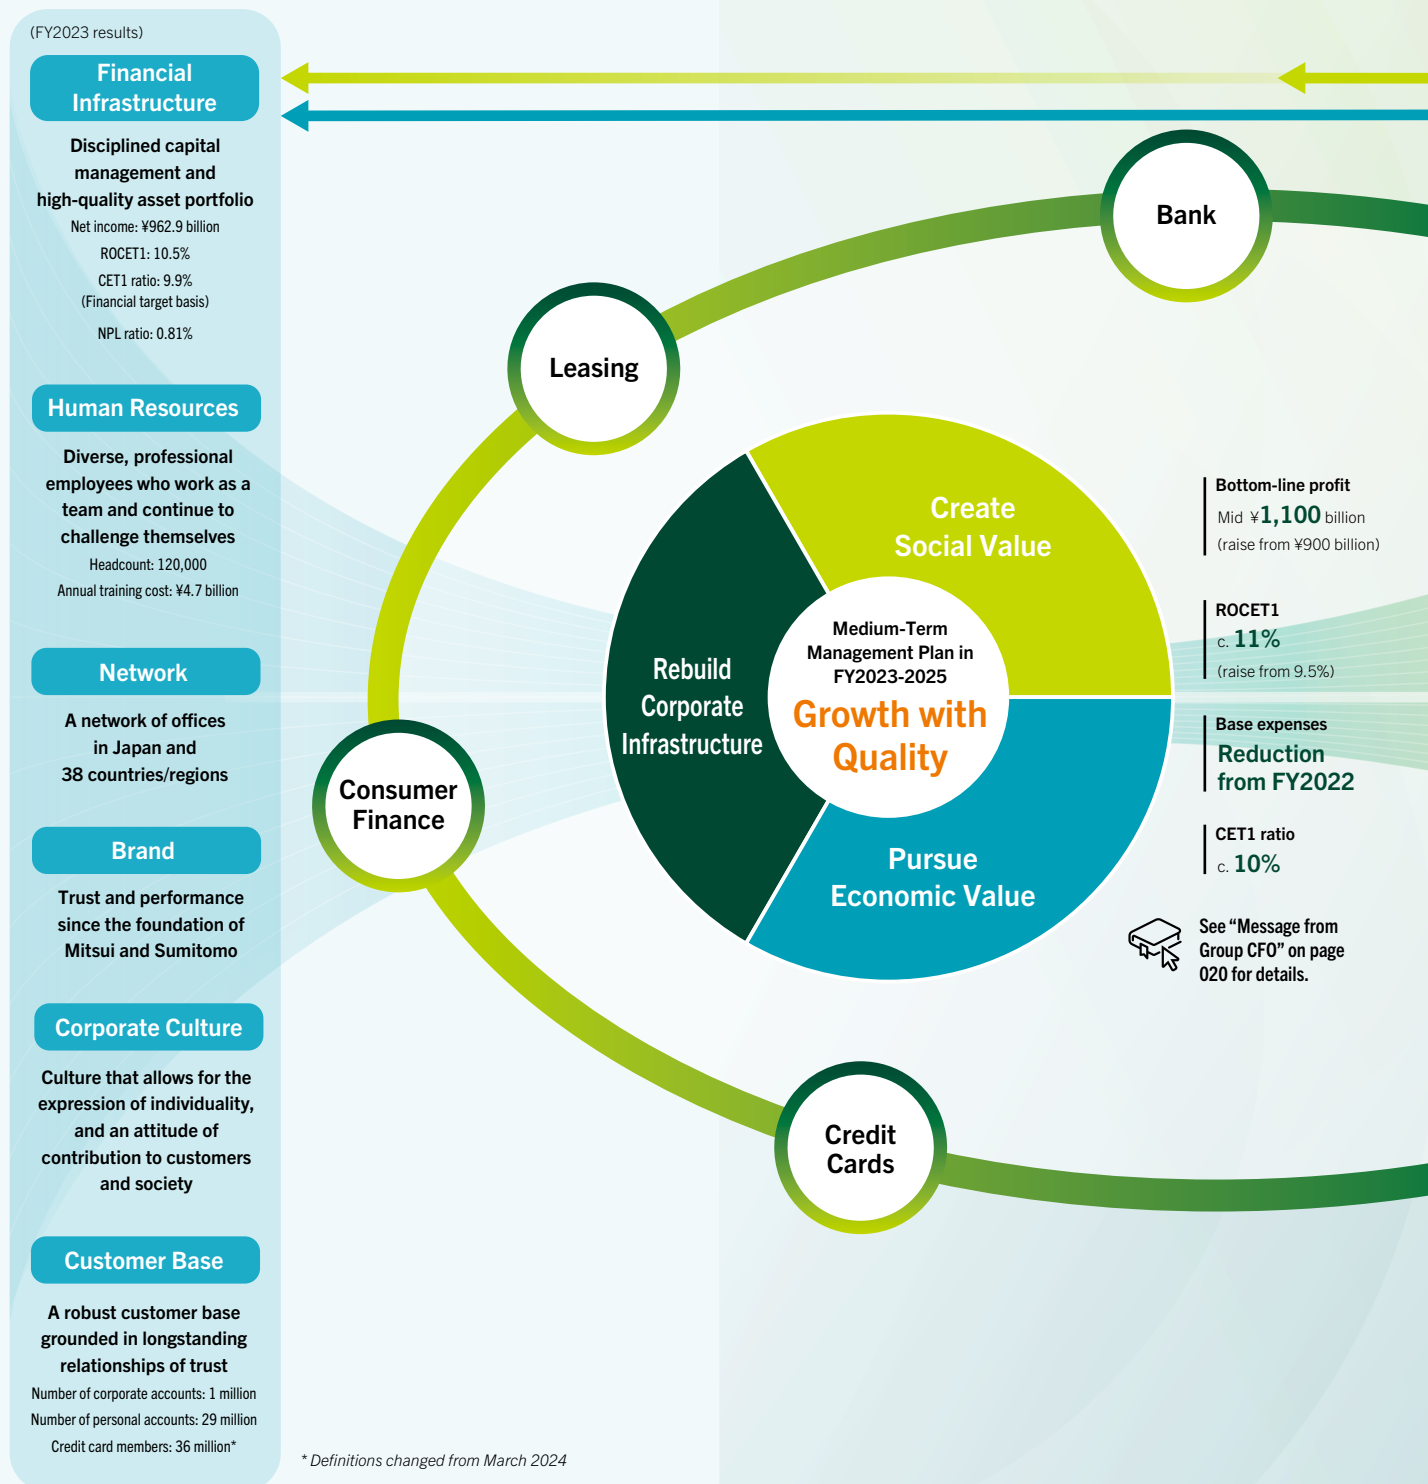 (FY2023 results)
Financial
Infrastructure
Disciplined capital
management and
high-quality asset portfolio
Net income: ¥962.9 billion
ROCET1: 10.5%
CET1 ratio: 9.9%
(Financial target basis)
NPL ratio: 0.81%
Human Resources
Diverse, professional
employees who work as a
team and continue to
challenge themselves
Headcount: 120,000
Annual training cost: ¥4.7 billion
Network
A network of offices
in Japan and
38 countries/regions
Brand
Trust and performance
since the foundation of
Mitsui and Sumitomo
Corporate Culture
Culture that allows for the
expression of individuality,
and an attitude of
contribution to customers
and society
Customer Base
A robust customer base
grounded in longstanding
relationships of trust
Number of corporate accounts: 1 million
Number of personal accounts: 29 million
Credit card members: 36 million*
Bank
Leasing
Consumer
Finance
Credit
Cards
Create
Social Value
Rebuild
Corporate
Infrastructure
Pursue
Economic Value
Medium-Term
Management Plan in
FY2023-2025
Growth with
Quality
Bottom-line profit
Mid ¥1,100 billion
(raise from ¥900 billion)
ROCET1
c. 11%
(raise from 9.5%)
Base expenses
Reduction
from FY2022
CET1 ratio
c. 10%
See “Message from
Group CFO” on page
020 for details.
* Definitions changed from March 2024